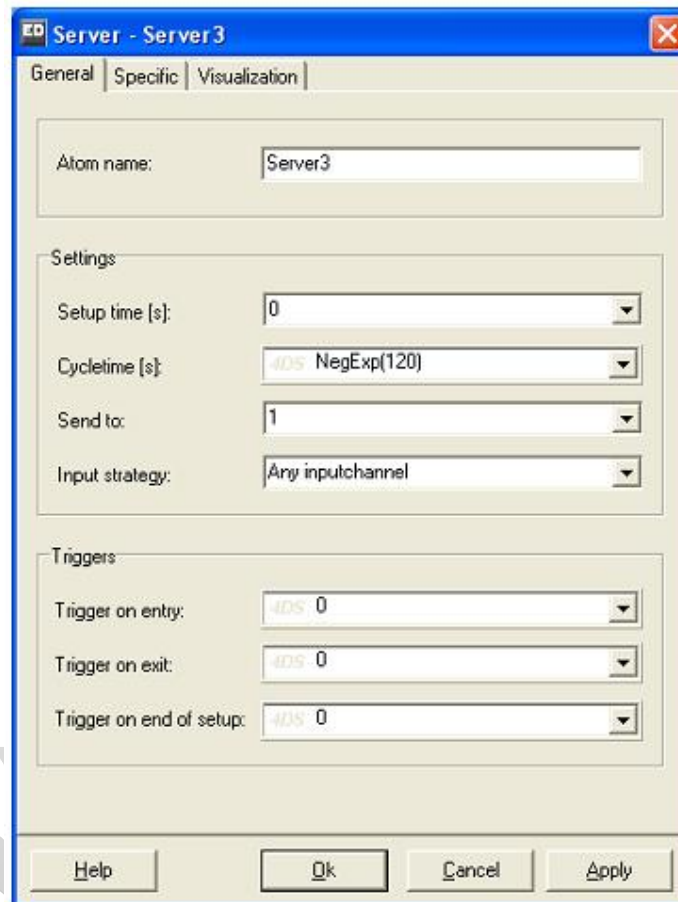 ED Server - Server3
General Specific Visualization
Atom name: Server3
Settings
Setup time [s]: 0
Cycletime [s]: 4DS NegExp(120)
Send to: 1
Input strategy: Any inputchannel
Triggers
Trigger on entry: 4DS 0
Trigger on exit: 4DS 0
Trigger on end of setup: 4DS 0
Help Ok Cancel Apply